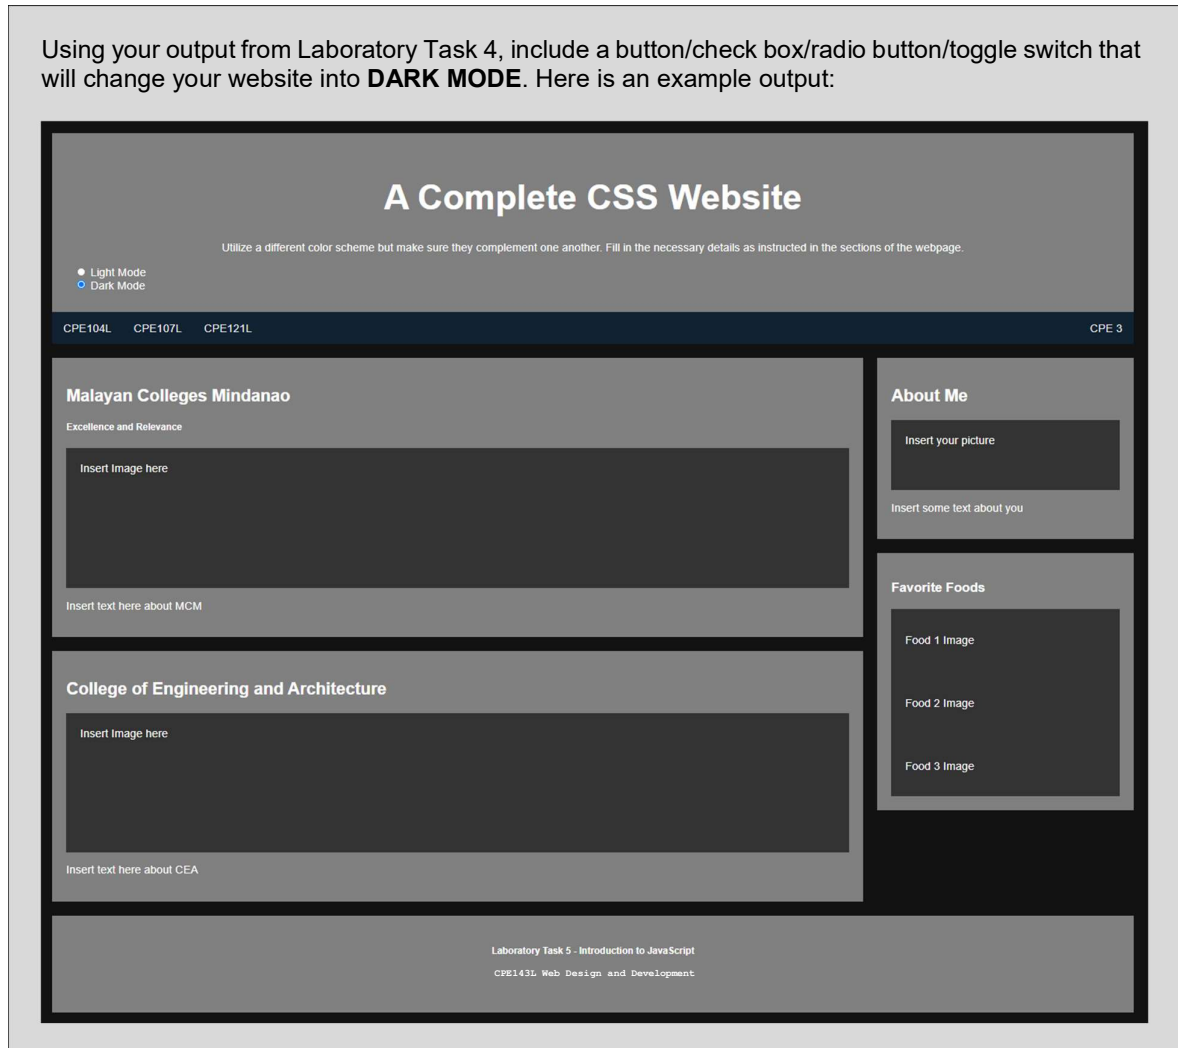 Using your output from Laboratory Task 4, include a button/check box/radio button/toggle switch that
will change your website into DARK MODE. Here is an example output:
A Complete CSS Website
Utilize a different color scheme but make sure they complement one another. Fill in the necessary details as instructed in the sections of the webpage.
Light Mode
Dark Mode
CPE104L CPE107L CPE121L CPE 3
Malayan Colleges Mindanao
Excellence and Relevance
Insert Image here
Insert text here about MCM
College of Engineering and Architecture
Insert Image here
Insert text here about CEA
About Me
Insert your picture
Insert some text about you
Favorite Foods
Food 1 Image
Food 2 Image
Food 3 Image
Laboratory Task 5 - Introduction to JavaScript
CPE143L Web Design and Development